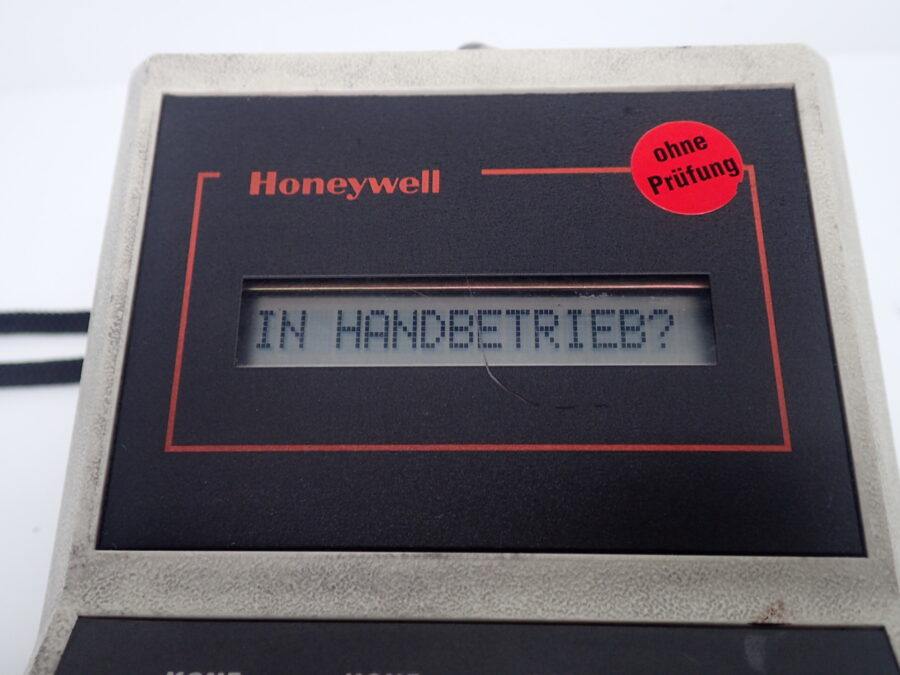 Honeywell
ohne
Prüfung
IN HANDBETRIEB?